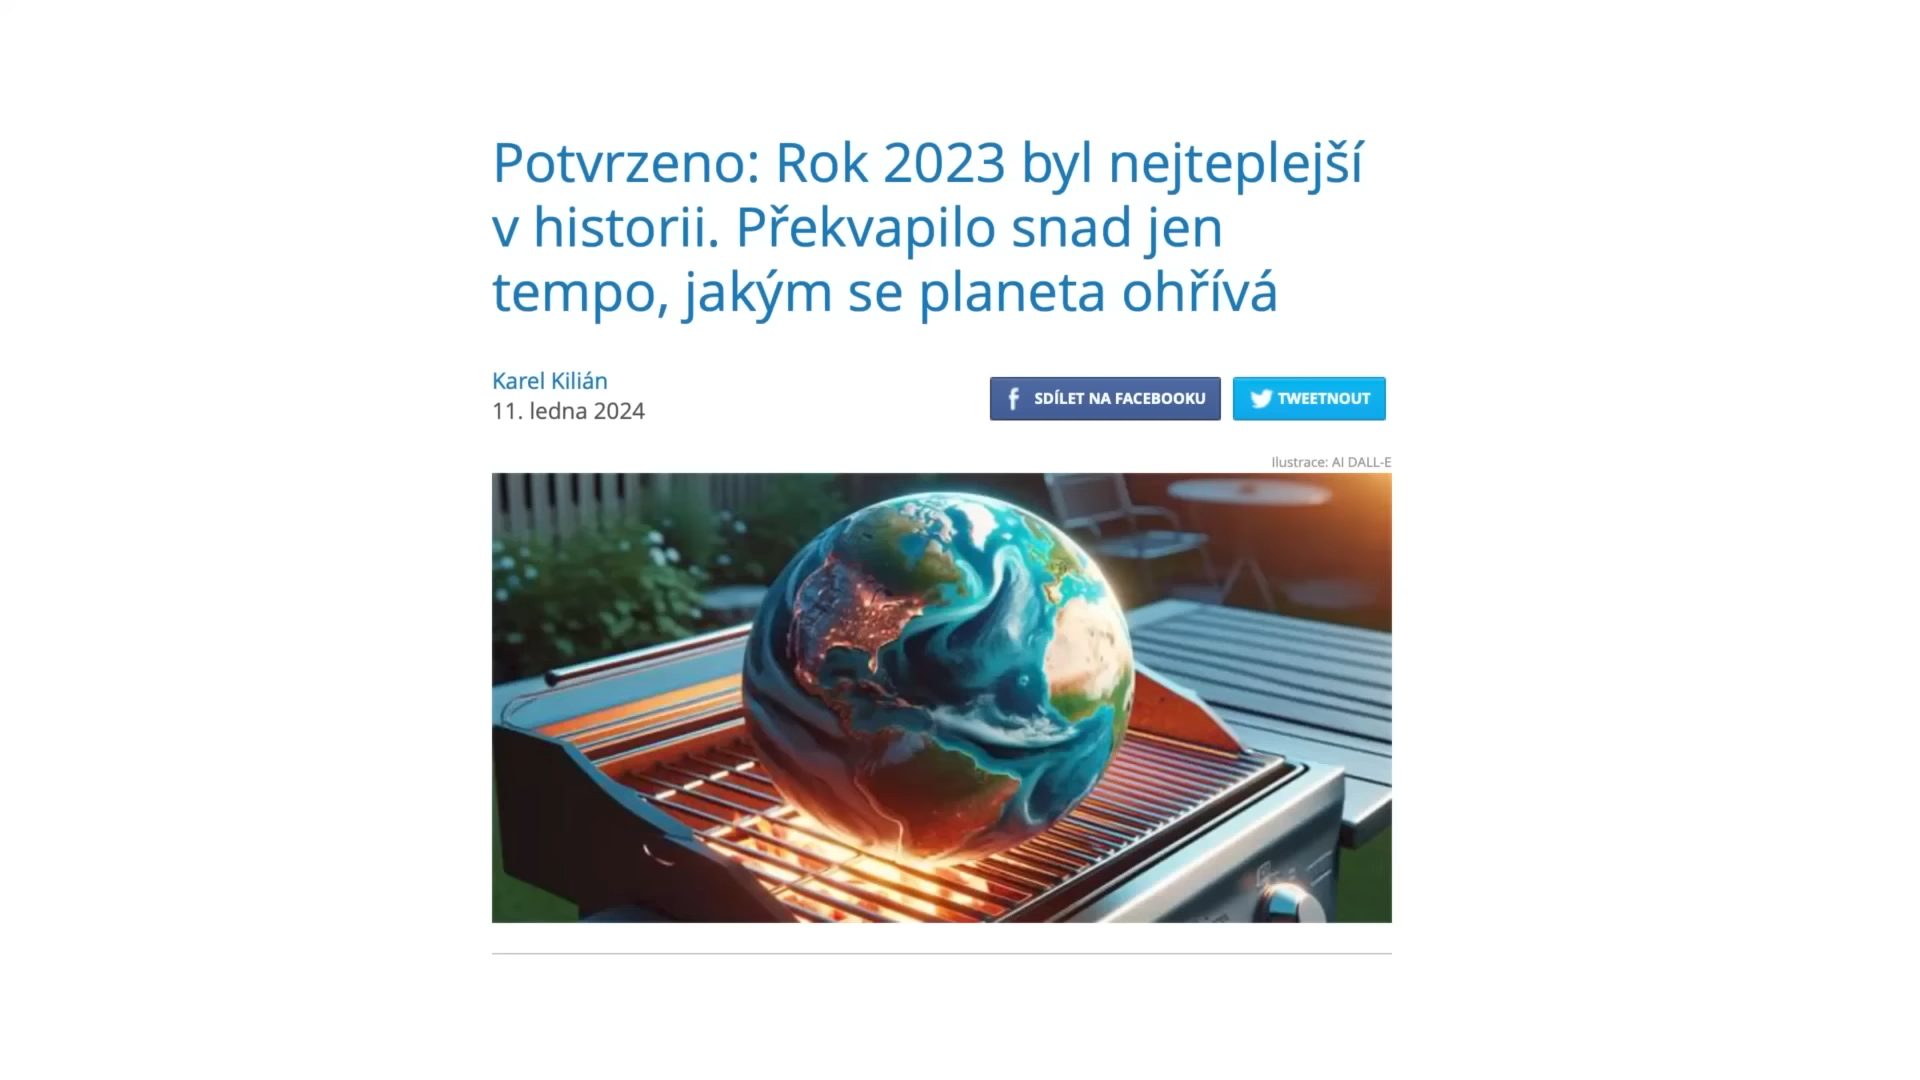 Potvrzeno: Rok 2023 byl nejteplejší
v historii. Překvapilo snad jen
tempo, jakým se planeta ohřívá
Karel Kilián
11. ledna 2024
SDÍLET NA FACEBOOKU
TWEETNOUT
Ilustrace: AI DALL-E